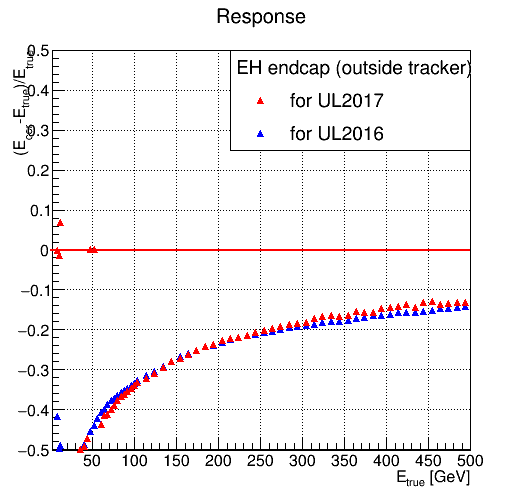 Response
(E_cor-E_true)/E_true
0.5
0.4
0.3
0.2
0.1
0
−0.1
−0.2
−0.3
−0.4
−0.5
EH endcap (outside tracker)
for UL2017
for UL2016
50 100 150 200 250 300 350 400 450 500
E_true [GeV]